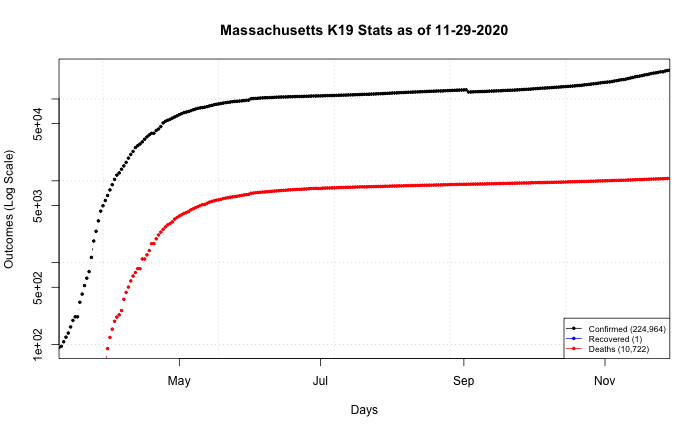 Massachusetts K19 Stats as of 11-29-2020
Outcomes (Log Scale)
5e+04
5e+03
5e+02
1e+02
Confirmed (224,964)
Recovered (1)
Deaths (10,722)
May
Jul
Sep
Nov
Days